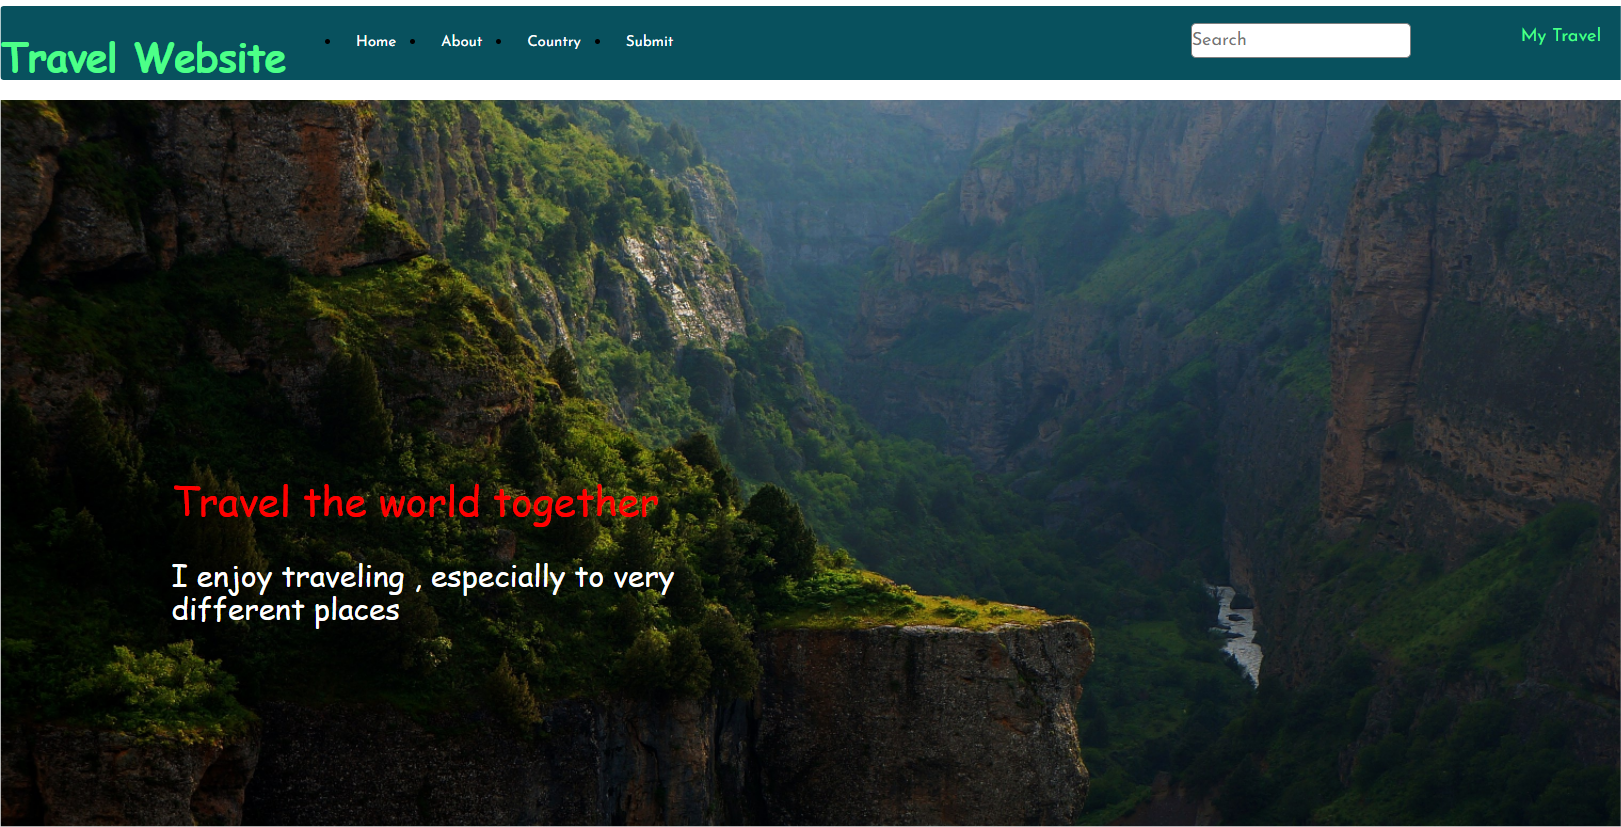 Travel Website
Home
About
Country
Submit
Search
My Travel
Travel the world together
I enjoy traveling , especially to very
different places